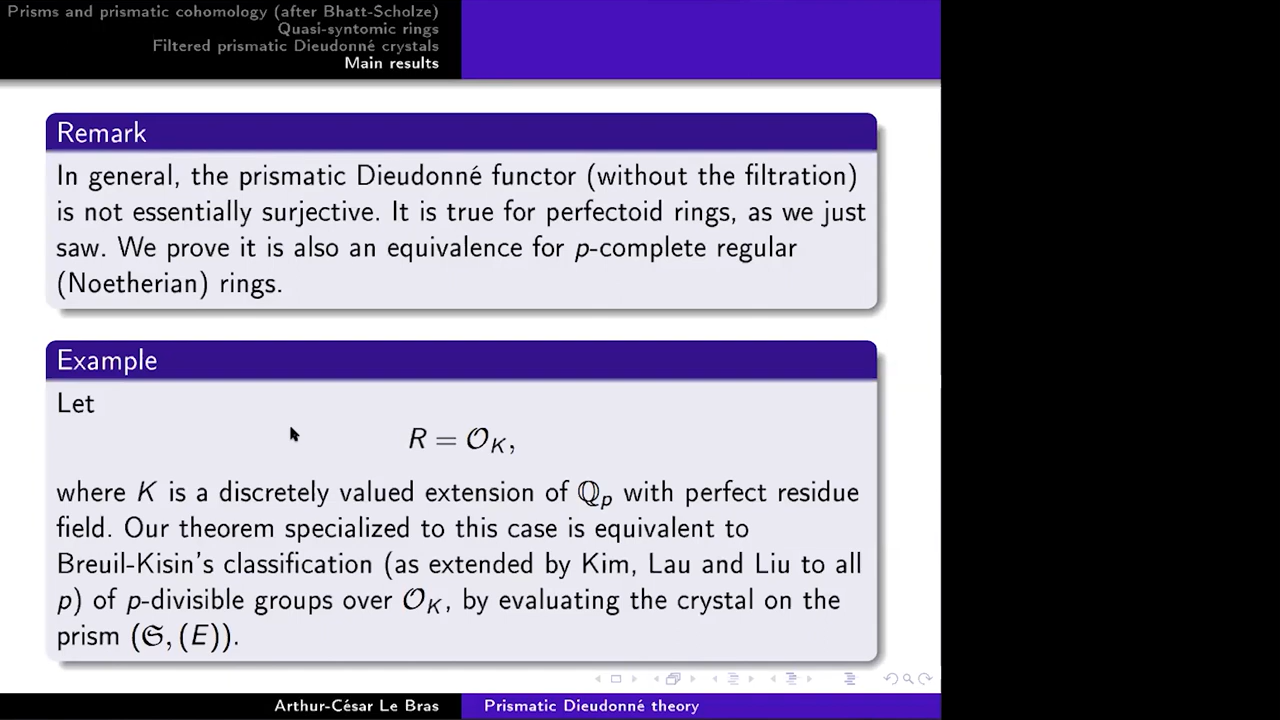 Prisms and prismatic cohomology (after Bhatt-Scholze)
Quasi-syntomic rings
Filtered prismatic Dieudonné crystals
Main results
Remark
In general, the prismatic Dieudonné functor (without the filtration)
is not essentially surjective. It is true for perfectoid rings, as we just
saw. We prove it is also an equivalence for p-complete regular
(Noetherian) rings.
Example
Let
R = 𝒪_K,
where K is a discretely valued extension of ℚ_p with perfect residue
field. Our theorem specialized to this case is equivalent to
Breuil-Kisin's classification (as extended by Kim, Lau and Liu to all
p) of p-divisible groups over 𝒪_K, by evaluating the crystal on the
prism (𝔖, (E)).
Arthur-César Le Bras
Prismatic Dieudonné theory